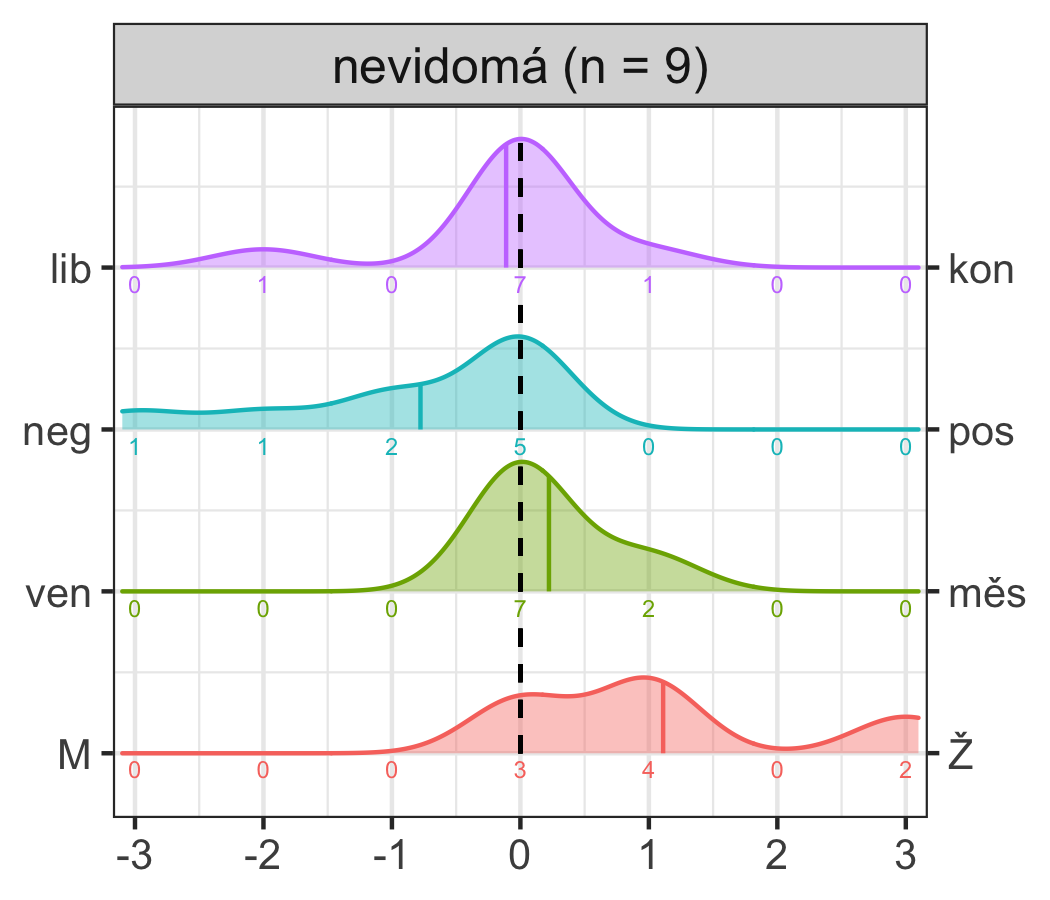 nevidomá (n = 9)
lib kon
0 1 0 7 1 0 0
neg pos
1 1 2 5 0 0 0
ven měs
0 0 0 7 2 0 0
M Ž
0 0 0 3 4 0 2
-3 -2 -1 0 1 2 3